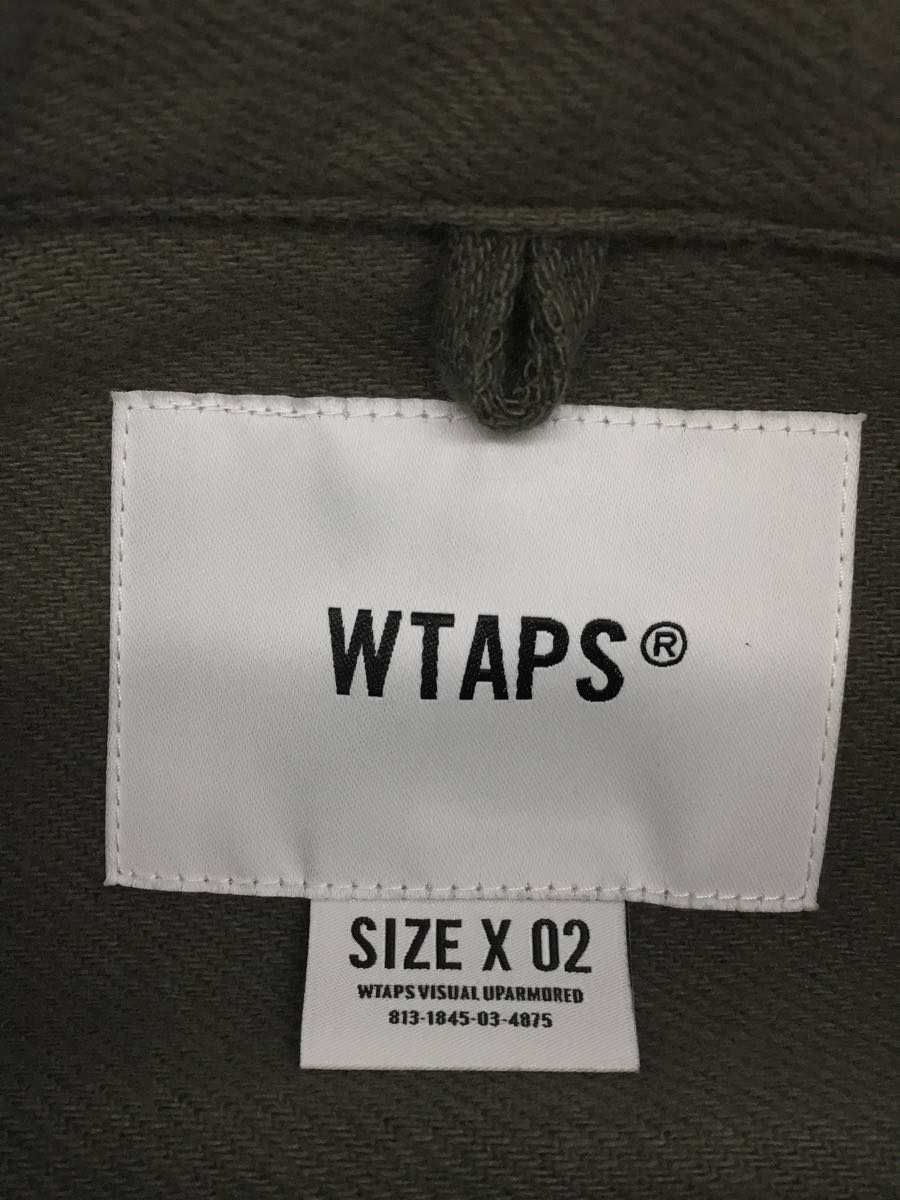 WTAPS®
SIZE X 02
WTAPS VISUAL UPARMORED
813-1845-03-4875